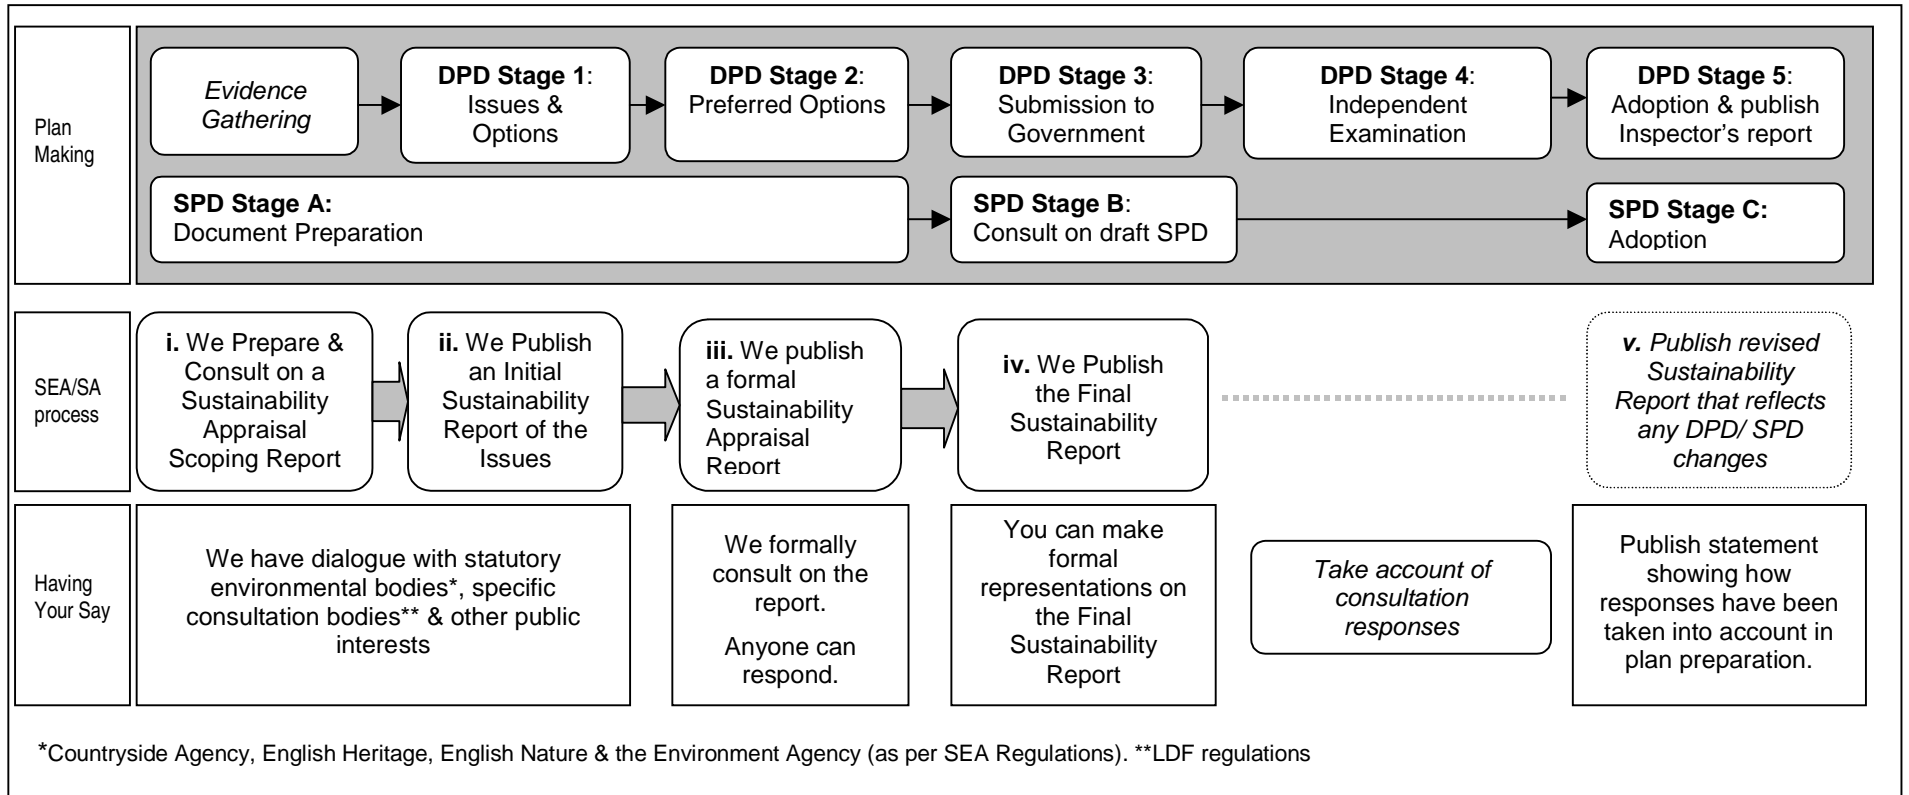 Plan
Making
Evidence
Gathering
DPD Stage 1:
Issues &
Options
DPD Stage 2:
Preferred Options
DPD Stage 3:
Submission to
Government
DPD Stage 4:
Independent
Examination
DPD Stage 5:
Adoption & publish
Inspector’s report
SPD Stage A:
Document Preparation
SPD Stage B:
Consult on draft SPD
SPD Stage C:
Adoption
SEA/SA
process
i. We Prepare &
Consult on a
Sustainability
Appraisal
Scoping Report
ii. We Publish
an Initial
Sustainability
Report of the
Issues
iii. We publish
a formal
Sustainability
Appraisal
Report
iv. We Publish
the Final
Sustainability
Report
v. Publish revised
Sustainability
Report that reflects
any DPD/ SPD
changes
Having
Your Say
We have dialogue with statutory
environmental bodies*, specific
consultation bodies** & other public
interests
We formally
consult on the
report.
Anyone can
respond.
You can make
formal
representations on
the Final
Sustainability
Report
Take account of
consultation
responses
Publish statement
showing how
responses have been
taken into account in
plan preparation.
*Countryside Agency, English Heritage, English Nature & the Environment Agency (as per SEA Regulations). **LDF regulations